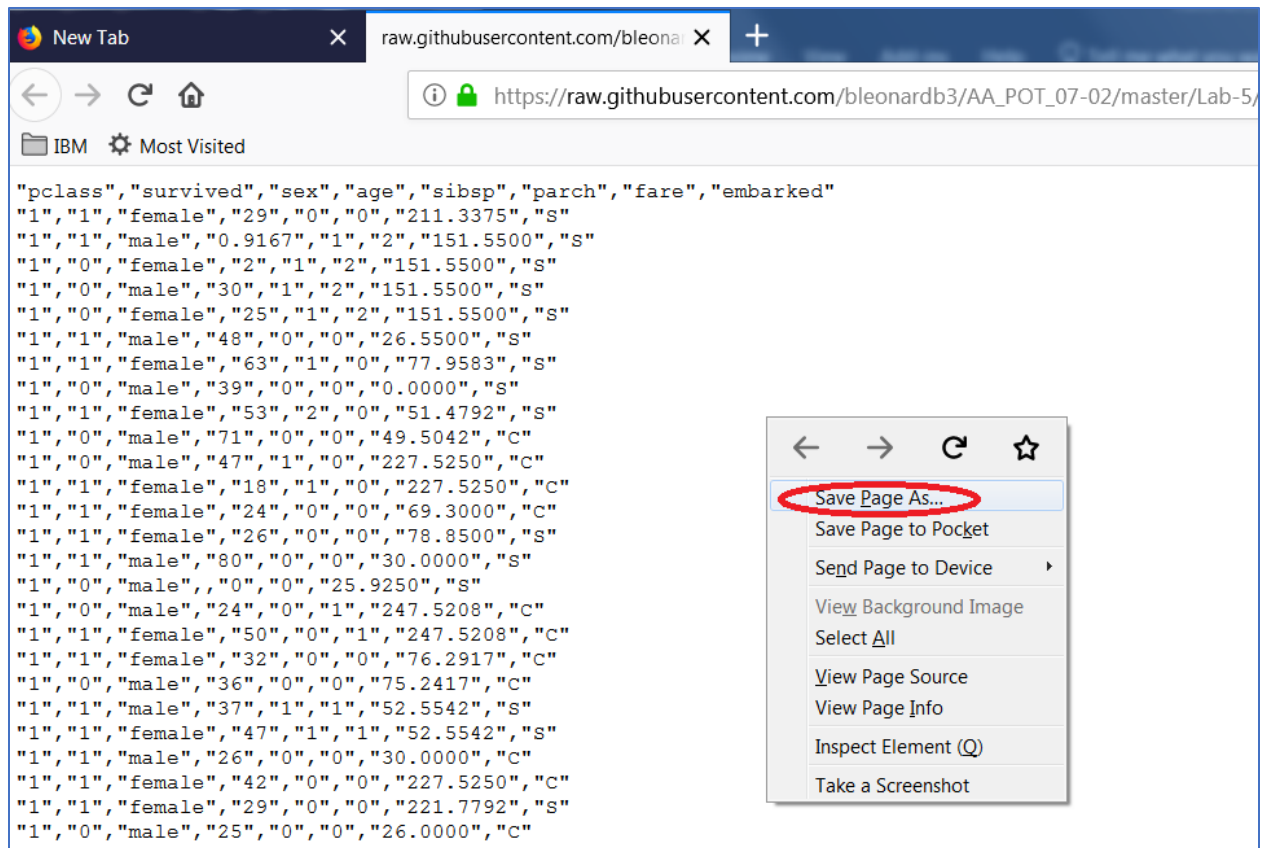 New Tab
raw.githubusercontent.com/bleona
https://raw.githubusercontent.com/bleonardb3/AA_POT_07-02/master/Lab-5/
IBM Most Visited
"pclass","survived","sex","age","sibsp","parch","fare","embarked"
"1","1","female","29","0","0","211.3375","S"
"1","1","male","0.9167","1","2","151.5500","S"
"1","0","female","2","1","2","151.5500","S"
"1","0","male","30","1","2","151.5500","S"
"1","0","female","25","1","2","151.5500","S"
"1","1","male","48","0","0","26.5500","S"
"1","1","female","63","1","0","77.9583","S"
"1","0","male","39","0","0","0.0000","S"
"1","1","female","53","2","0","51.4792","S"
"1","0","male","71","0","0","49.5042","C"
"1","0","male","47","1","0","227.5250","C"
"1","1","female","18","1","0","227.5250","C"
"1","1","female","24","0","0","69.3000","C"
"1","1","female","26","0","0","78.8500","S"
"1","1","male","80","0","0","30.0000","S"
"1","0","male",,"0","0","25.9250","S"
"1","0","male","24","0","1","247.5208","C"
"1","1","female","50","0","1","247.5208","C"
"1","1","female","32","0","0","76.2917","C"
"1","0","male","36","0","0","75.2417","C"
"1","1","male","37","1","1","52.5542","S"
"1","1","female","47","1","1","52.5542","S"
"1","1","male","26","0","0","30.0000","C"
"1","1","female","42","0","0","227.5250","C"
"1","1","female","29","0","0","221.7792","S"
"1","0","male","25","0","0","26.0000","C"
Save Page As...
Save Page to Pocket
Send Page to Device
View Background Image
Select All
View Page Source
View Page Info
Inspect Element (Q)
Take a Screenshot